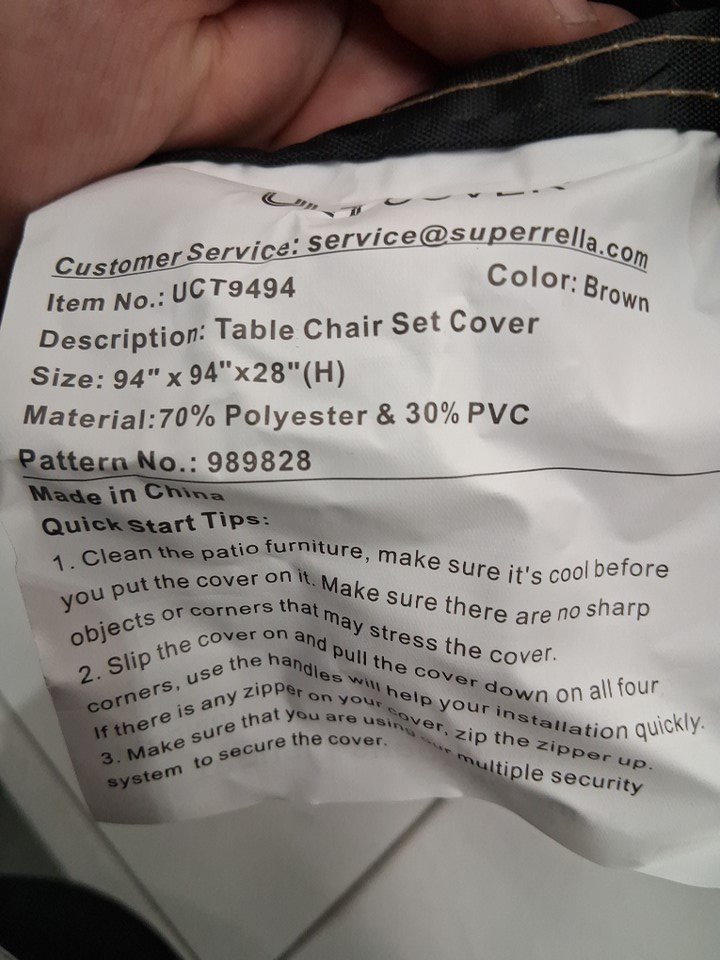 Customer Service: service@superrella.com
Item No.: UCT9494 Color: Brown
Description: Table Chair Set Cover
Size: 94" x 94"x28"(H)
Material:70% Polyester & 30% PVC
Pattern No.: 989828
Made in China
Quick Start Tips:
1. Clean the patio furniture, make sure it's cool before
you put the cover on it. Make sure there are no sharp
objects or corners that may stress the cover.
2. Slip the cover on and pull the cover down on all four
corners, use the handles will help your installation quickly.
If there is any zipper on your cover, zip the zipper up.
3. Make sure that you are using our multiple security
system to secure the cover.